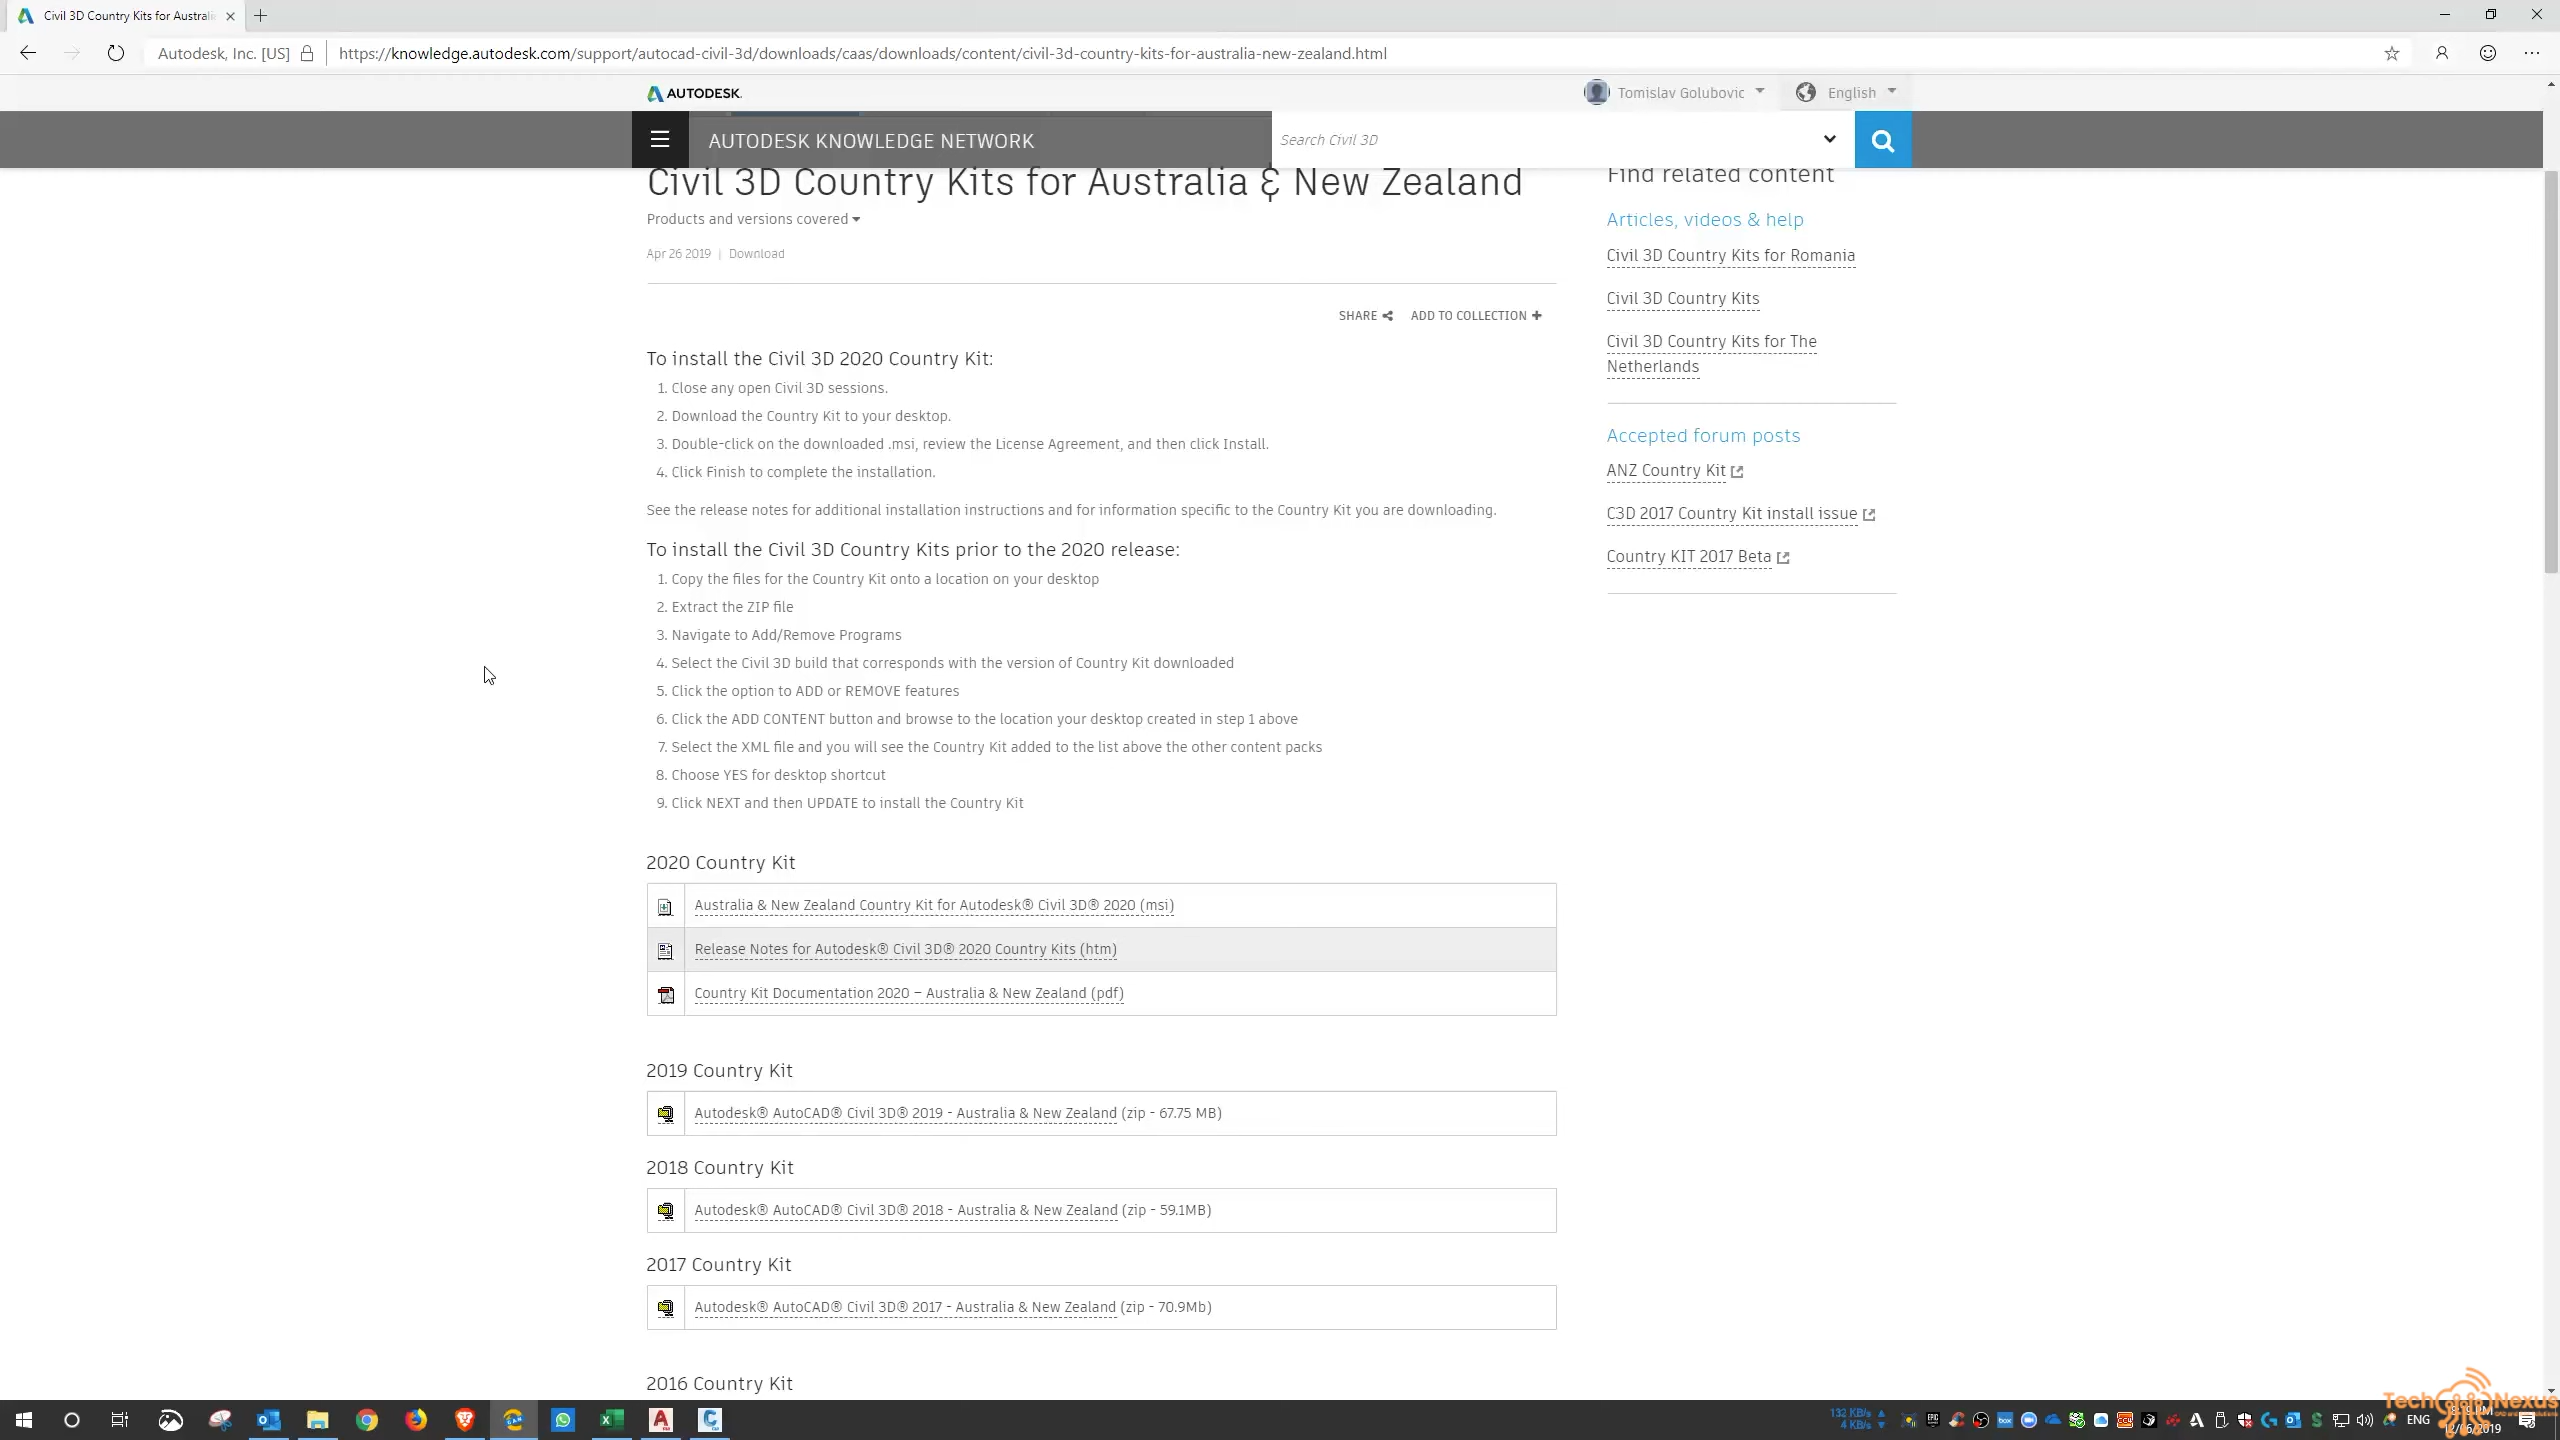 Civil 3D Country Kits for Australi
Autodesk, Inc. [US]
https://knowledge.autodesk.com/support/autocad-civil-3d/downloads/caas/downloads/content/civil-3d-country-kits-for-australia-new-zealand.html
AUTODESK.
Tomislav Golubovic
English
AUTODESK KNOWLEDGE NETWORK
Search Civil 3D
Civil 3D Country Kits for Australia & New Zealand
Products and versions covered
Apr 26 2019 | Download
SHARE
ADD TO COLLECTION
To install the Civil 3D 2020 Country Kit:
1. Close any open Civil 3D sessions.
2. Download the Country Kit to your desktop.
3. Double-click on the downloaded .msi, review the License Agreement, and then click Install.
4. Click Finish to complete the installation.
See the release notes for additional installation instructions and for information specific to the Country Kit you are downloading.
To install the Civil 3D Country Kits prior to the 2020 release:
1. Copy the files for the Country Kit onto a location on your desktop
2. Extract the ZIP file
3. Navigate to Add/Remove Programs
4. Select the Civil 3D build that corresponds with the version of Country Kit downloaded
5. Click the option to ADD or REMOVE features
6. Click the ADD CONTENT button and browse to the location your desktop created in step 1 above
7. Select the XML file and you will see the Country Kit added to the list above the other content packs
8. Choose YES for desktop shortcut
9. Click NEXT and then UPDATE to install the Country Kit
2020 Country Kit
Australia & New Zealand Country Kit for Autodesk® Civil 3D® 2020 (msi)
Release Notes for Autodesk® Civil 3D® 2020 Country Kits (htm)
Country Kit Documentation 2020 – Australia & New Zealand (pdf)
2019 Country Kit
Autodesk® AutoCAD® Civil 3D® 2019 - Australia & New Zealand (zip - 67.75 MB)
2018 Country Kit
Autodesk® AutoCAD® Civil 3D® 2018 - Australia & New Zealand (zip - 59.1MB)
2017 Country Kit
Autodesk® AutoCAD® Civil 3D® 2017 - Australia & New Zealand (zip - 70.9Mb)
2016 Country Kit
Find related content
Articles, videos & help
Civil 3D Country Kits for Romania
Civil 3D Country Kits
Civil 3D Country Kits for The
Netherlands
Accepted forum posts
ANZ Country Kit
C3D 2017 Country Kit install issue
Country KIT 2017 Beta
132 KB/s
4 KB/s
ENG
Tech Nexus